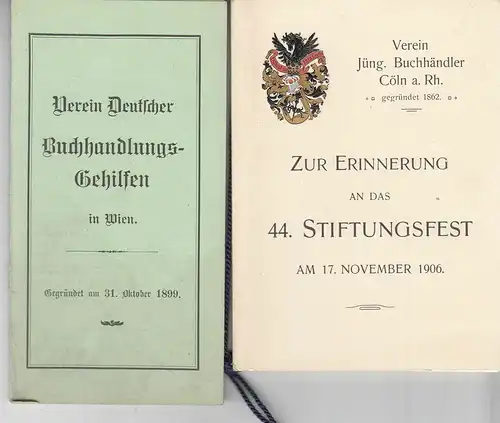 Verein Deutscher
Buchhandlungs-
Gehilfen
in Wien.
Gegründet am 31. Oktober 1899.
Verein
Jüng. Buchhändler
Cöln a. Rh.
gegründet 1862.
ZUR ERINNERUNG
AN DAS
44. STIFTUNGSFEST
AM 17. NOVEMBER 1906.